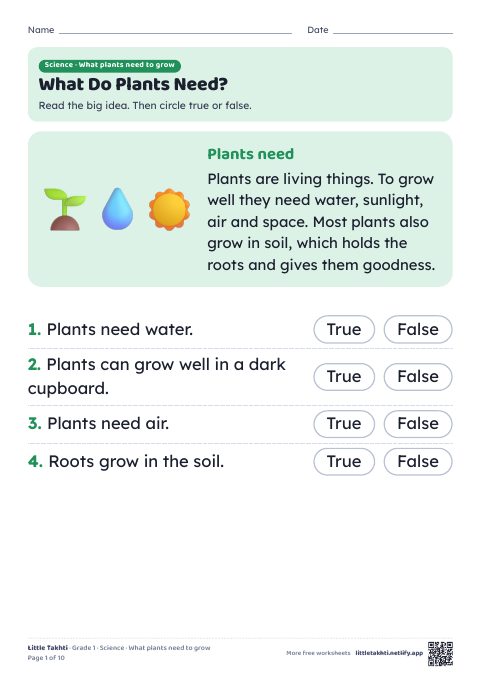 Name
Date
Science · What plants need to grow
What Do Plants Need?
Read the big idea. Then circle true or false.
Plants need
Plants are living things. To grow
well they need water, sunlight,
air and space. Most plants also
grow in soil, which holds the
roots and gives them goodness.
1. Plants need water.
True
False
2. Plants can grow well in a dark
cupboard.
True
False
3. Plants need air.
True
False
4. Roots grow in the soil.
True
False
Little Takhti · Grade 1 · Science · What plants need to grow
Page 1 of 10
More free worksheets · littletakhti.netlify.app